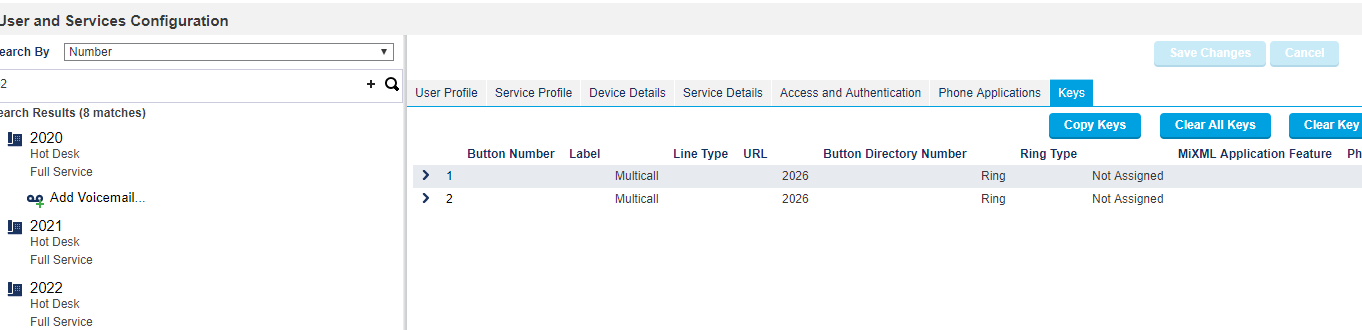 User and Services Configuration
earch By Number
Save Changes Cancel
2 +
User Profile Service Profile Device Details Service Details Access and Authentication Phone Applications Keys
earch Results (8 matches)
Copy Keys Clear All Keys Clear Key
2020
Hot Desk
Full Service
Add Voicemail...
2021
Hot Desk
Full Service
2022
Hot Desk
Full Service
Button Number Label Line Type URL Button Directory Number Ring Type MiXML Application Feature Ph
1 Multicall 2026 Ring Not Assigned
2 Multicall 2026 Ring Not Assigned